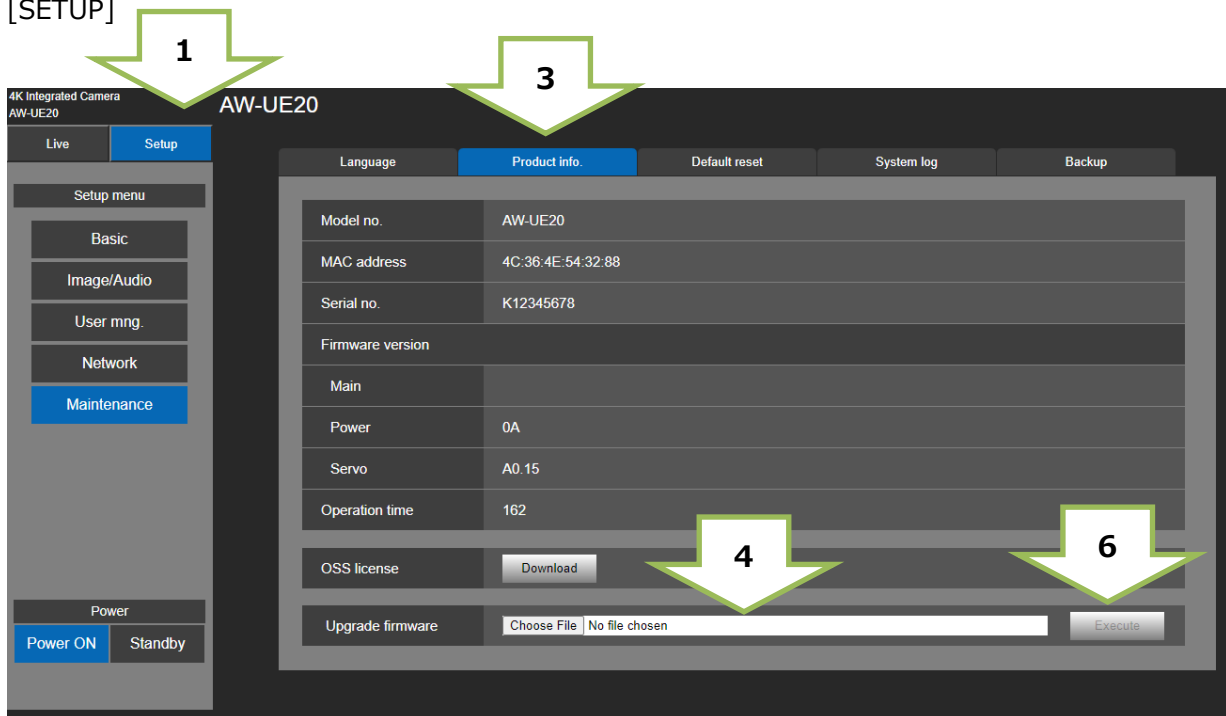 [SETUP]
1
3
4K Integrated Camera
AW-UE20
AW-UE20
Live Setup
Language Product info. Default reset System log Backup
Setup menu
Basic
Image/Audio
User mng.
Network
Maintenance
Model no. AW-UE20
MAC address 4C:36:4E:54:32:88
Serial no. K12345678
Firmware version
Main
Power 0A
Servo A0.15
Operation time 162
4
6
OSS license Download
Upgrade firmware Choose File No file chosen Execute
Power
Power ON Standby